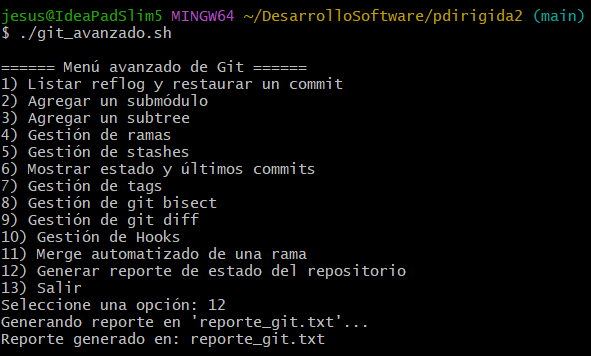 jesus@IdeaPadSlim5 MINGW64 ~/DesarrolloSoftware/pdirigida2 (main)
$ ./git_avanzado.sh
====== Menú avanzado de Git ======
1) Listar reflog y restaurar un commit
2) Agregar un submódulo
3) Agregar un subtree
4) Gestión de ramas
5) Gestión de stashes
6) Mostrar estado y últimos commits
7) Gestión de tags
8) Gestión de git bisect
9) Gestión de git diff
10) Gestión de Hooks
11) Merge automatizado de una rama
12) Generar reporte de estado del repositorio
13) Salir
Seleccione una opción: 12
Generando reporte en 'reporte_git.txt'...
Reporte generado en: reporte_git.txt